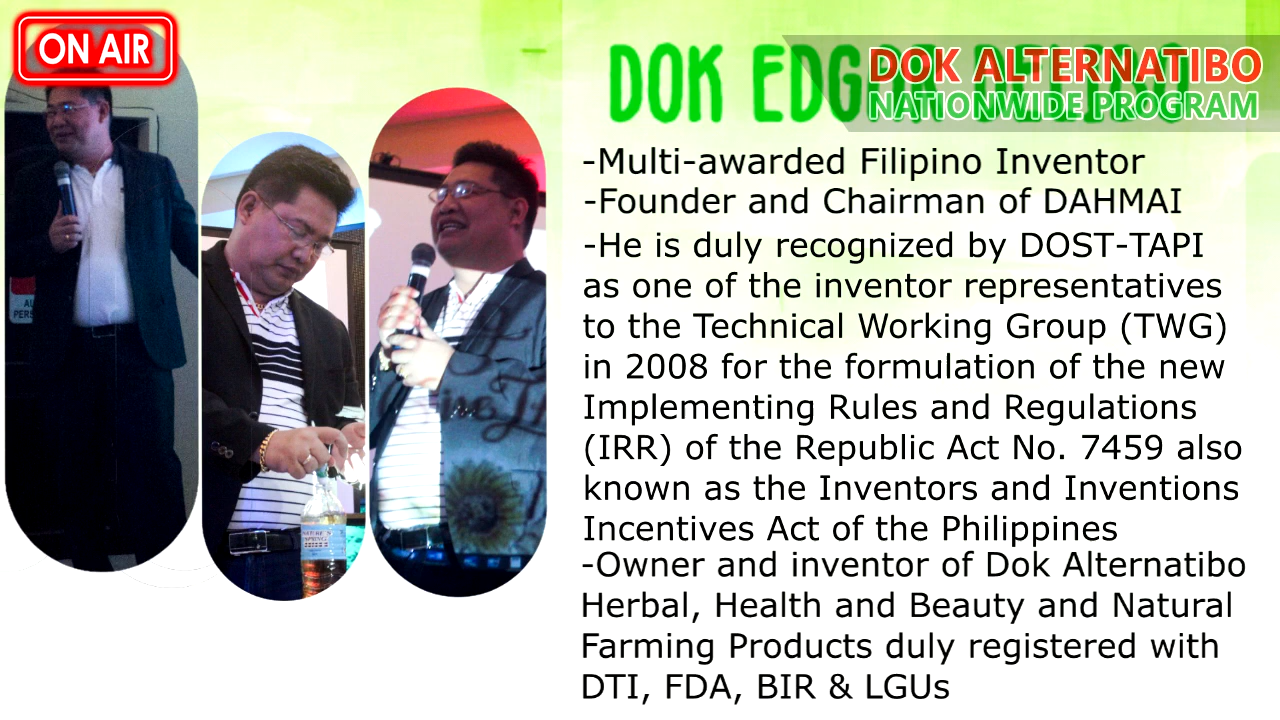 ON AIR
DOK
DOK ALTERNATIBO
NATIONWIDE PROGRAM
-Multi-awarded Filipino Inventor
-Founder and Chairman of DAHMAI
-He is duly recognized by DOST-TAPI
as one of the inventor representatives
to the Technical Working Group (TWG)
in 2008 for the formulation of the new
Implementing Rules and Regulations
(IRR) of the Republic Act No. 7459 also
known as the Inventors and Inventions
Incentives Act of the Philippines
-Owner and inventor of Dok Alternatibo
Herbal, Health and Beauty and Natural
Farming Products duly registered with
DTI, FDA, BIR & LGUs
NATURE'S
SPRING